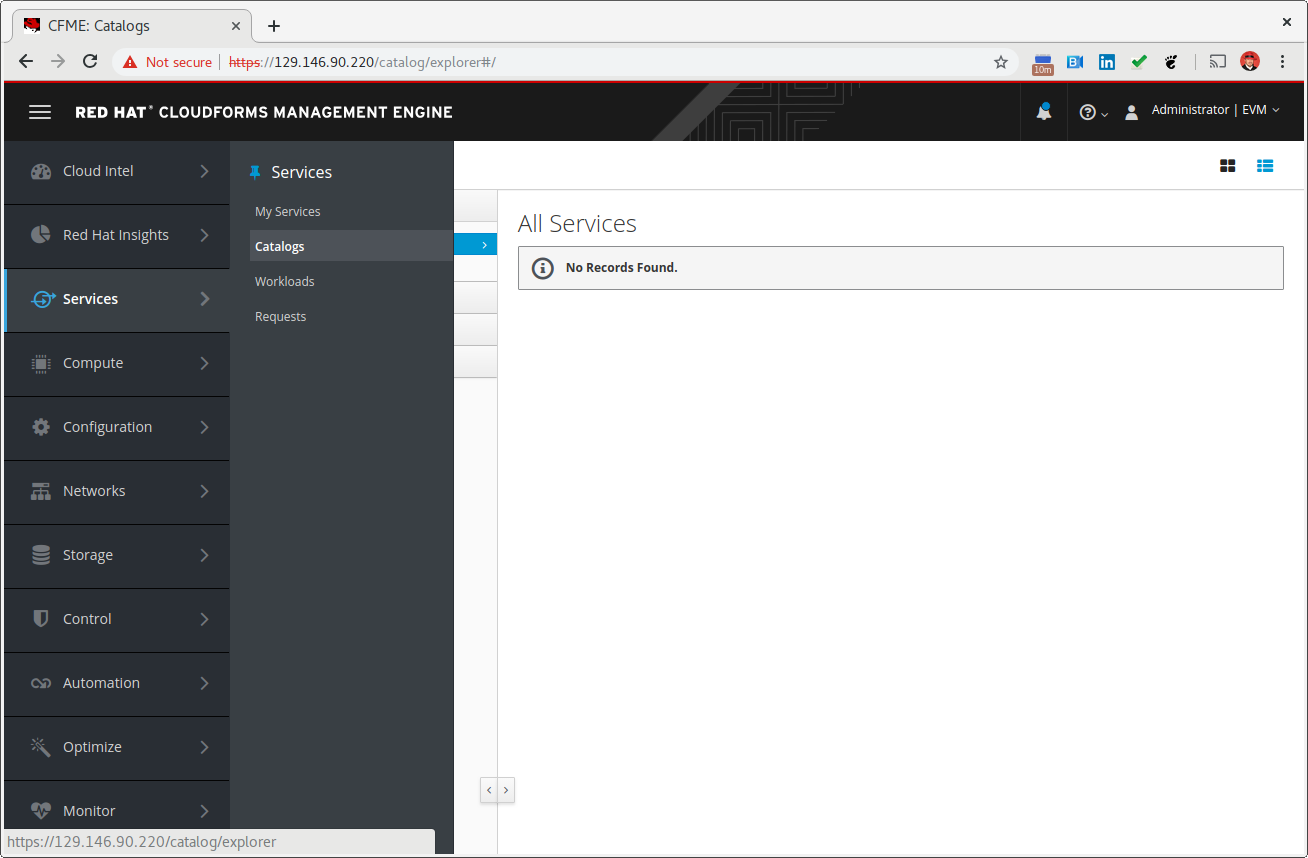 CFME: Catalogs
Not secure | https://129.146.90.220/catalog/explorer#/
10m
RED HAT® CLOUDFORMS MANAGEMENT ENGINE
Administrator | EVM
Cloud Intel
Red Hat Insights
Services
Compute
Configuration
Networks
Storage
Control
Automation
Optimize
Monitor
Services
My Services
Catalogs
Workloads
Requests
All Services
No Records Found.
https://129.146.90.220/catalog/explorer